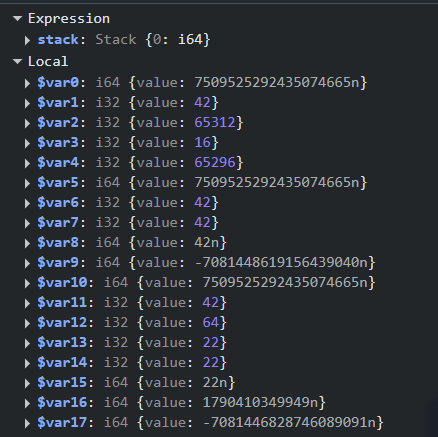 Expression
stack: Stack {0: i64}
Local
$var0: i64 {value: 7509525292435074665n}
$var1: i32 {value: 42}
$var2: i32 {value: 65312}
$var3: i32 {value: 16}
$var4: i32 {value: 65296}
$var5: i64 {value: 7509525292435074665n}
$var6: i32 {value: 42}
$var7: i32 {value: 42}
$var8: i64 {value: 42n}
$var9: i64 {value: -7081448619156439040n}
$var10: i64 {value: 7509525292435074665n}
$var11: i32 {value: 42}
$var12: i32 {value: 64}
$var13: i32 {value: 22}
$var14: i32 {value: 22}
$var15: i64 {value: 22n}
$var16: i64 {value: 1790410349949n}
$var17: i64 {value: -7081446828746089091n}